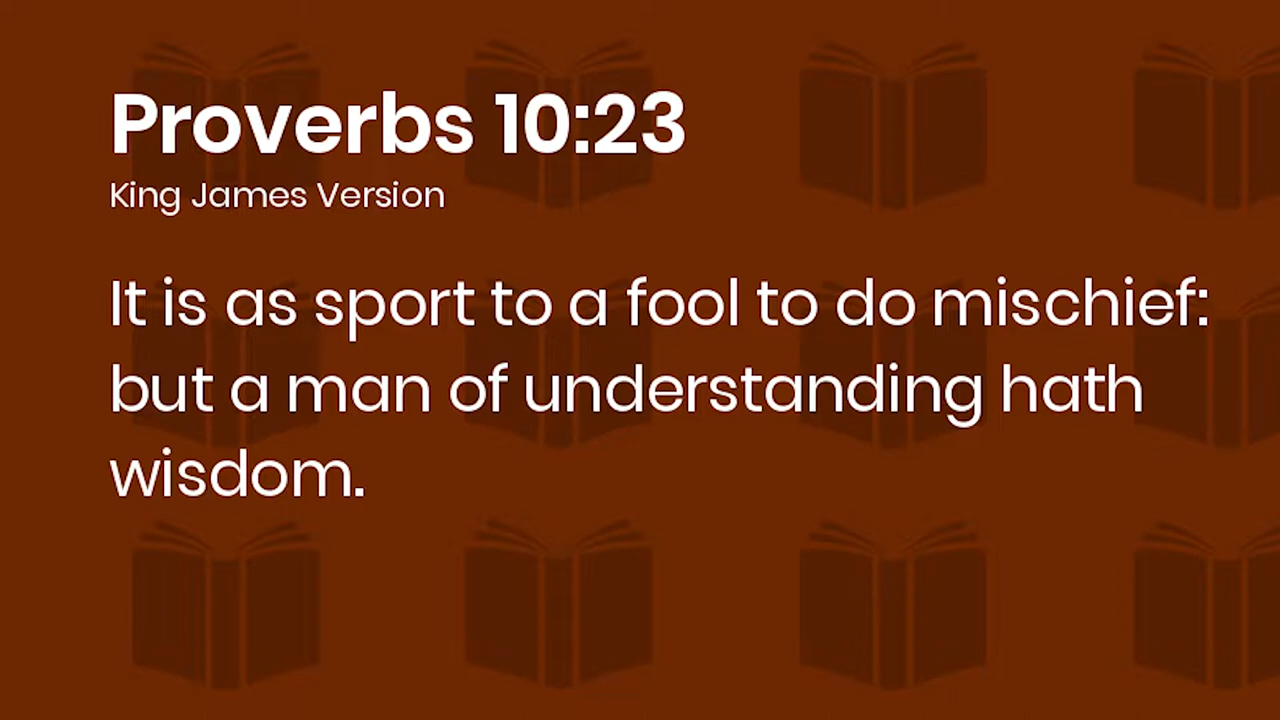 Proverbs 10:23
King James Version
It is as sport to a fool to do mischief:
but a man of understanding hath
wisdom.